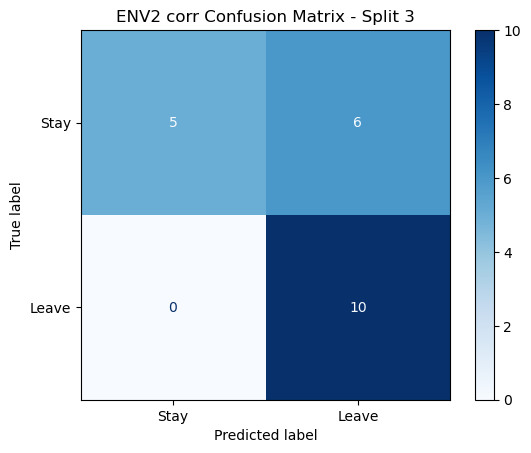 ENV2 corr Confusion Matrix - Split 3
True label
Stay
5
6
Leave
0
10
Stay
Leave
Predicted label
10
8
6
4
2
0